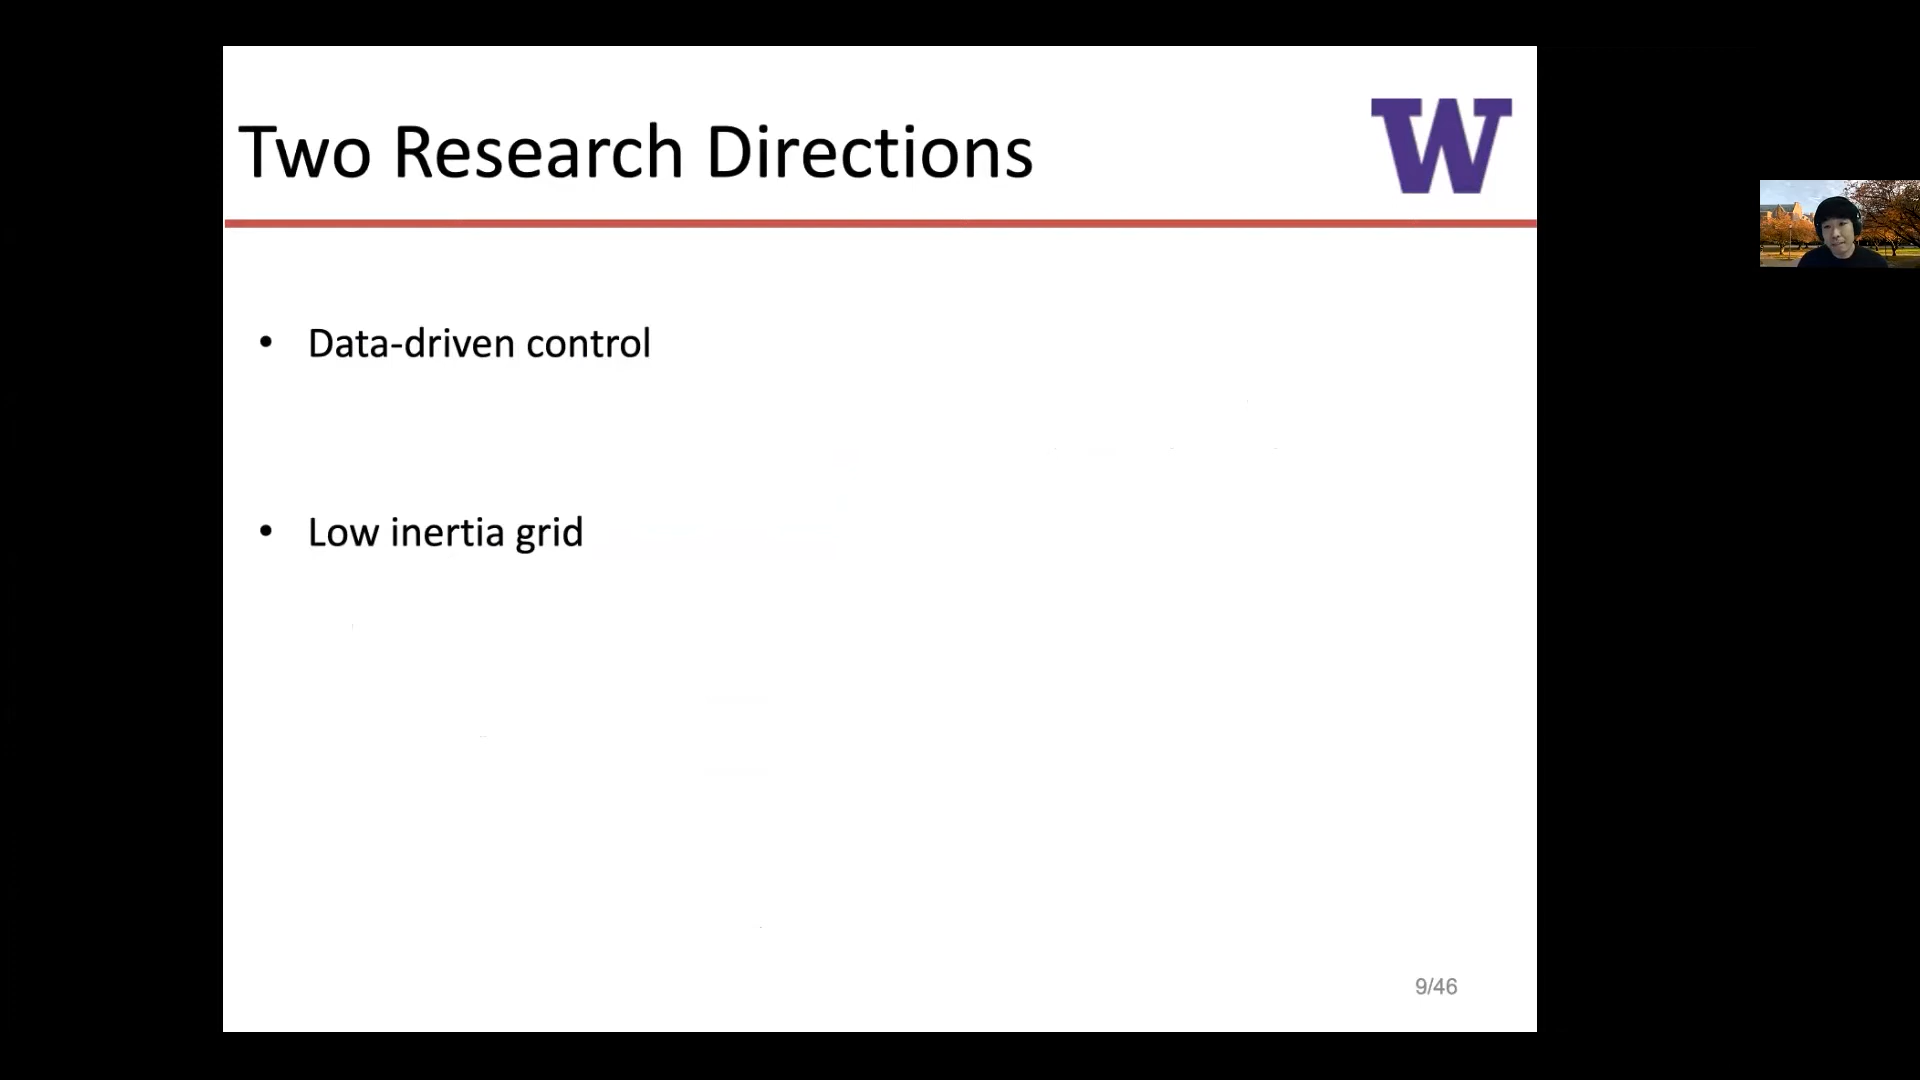 Two Research Directions
W
• Data-driven control
• Low inertia grid
9/46